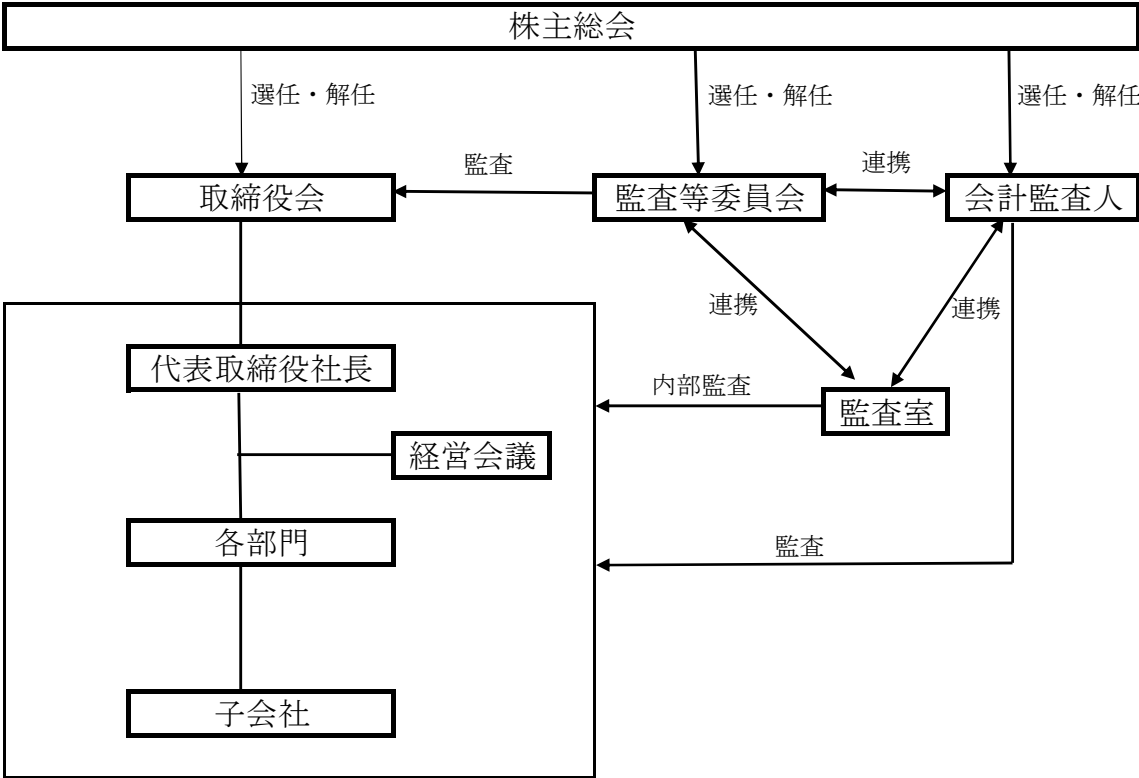 株主総会
選任・解任
選任・解任
選任・解任
監査
連携
取締役会
監査等委員会
会計監査人
連携
連携
代表取締役社長
内部監査
監査室
経営会議
各部門
監査
子会社